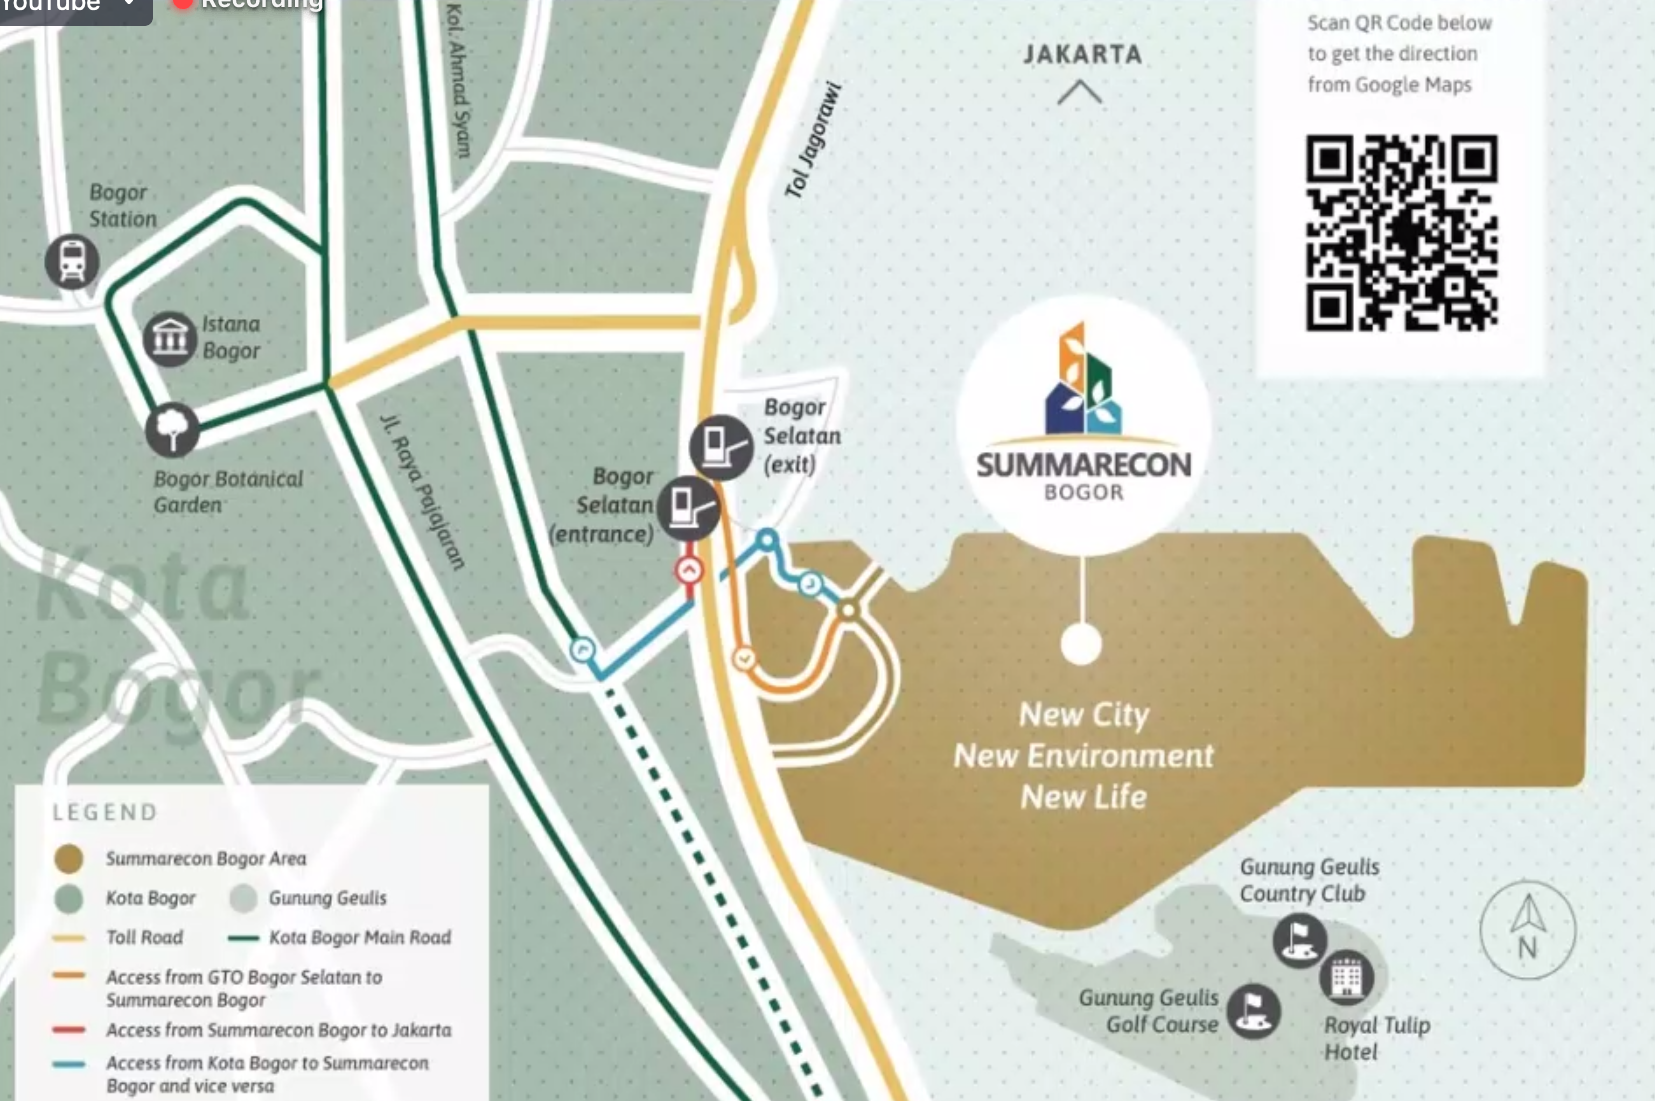 YouTube
Recording
Kol. Ahmad Syam
JAKARTA
Scan QR Code below
to get the direction
from Google Maps
Tol Jagorawi
Bogor
Station
Istana
Bogor
Bogor Botanical
Garden
Jl. Raya Pajajaran
Bogor
Selatan
(exit)
Bogor
Selatan
(entrance)
SUMMARECON
BOGOR
Kota
Bogor
New City
New Environment
New Life
LEGEND
Summarecon Bogor Area
Kota Bogor
Gunung Geulis
Toll Road
Kota Bogor Main Road
Access from GTO Bogor Selatan to
Summarecon Bogor
Access from Summarecon Bogor to Jakarta
Access from Kota Bogor to Summarecon
Bogor and vice versa
Gunung Geulis
Country Club
Gunung Geulis
Golf Course
Royal Tulip
Hotel
N